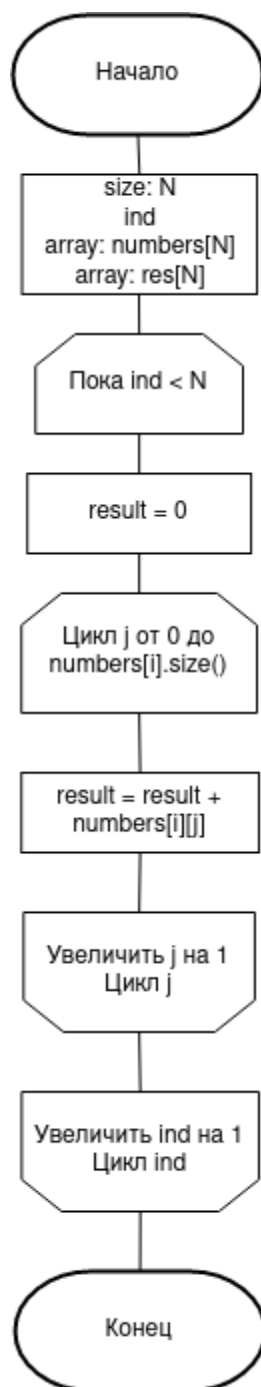 Начало
size: N
ind
array: numbers[N]
array: res[N]
Пока ind < N
result = 0
Цикл j от 0 до
numbers[i].size()
result = result +
numbers[i][j]
Увеличить j на 1
Цикл j
Увеличить ind на 1
Цикл ind
Конец